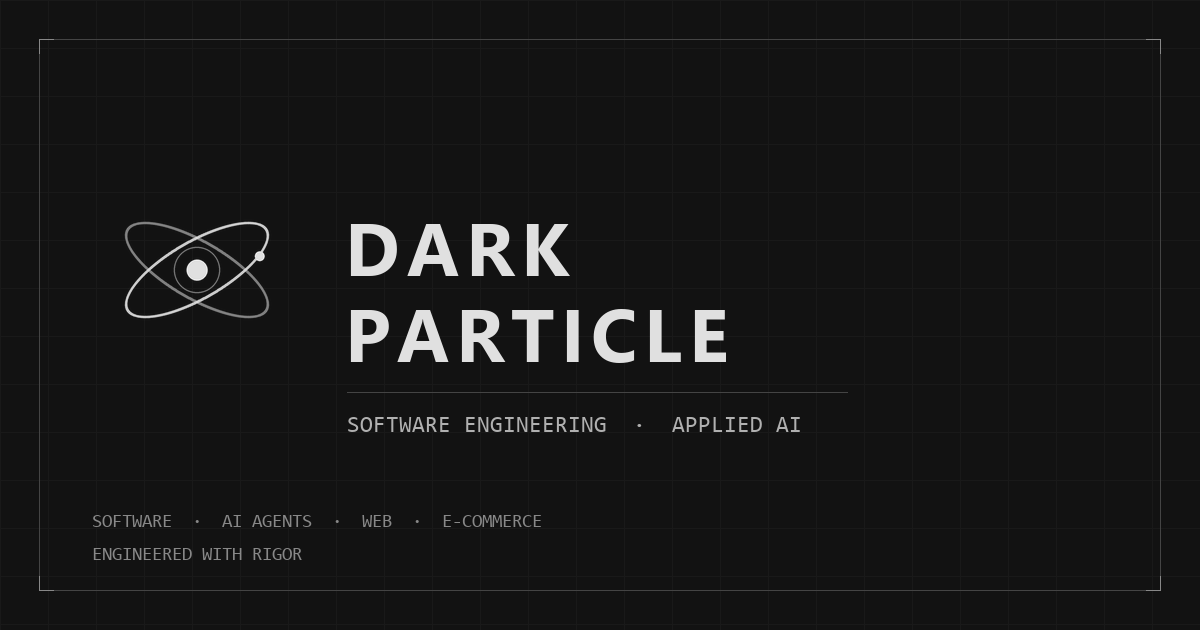 DARK
PARTICLE
SOFTWARE ENGINEERING · APPLIED AI
SOFTWARE · AI AGENTS · WEB · E-COMMERCE
ENGINEERED WITH RIGOR